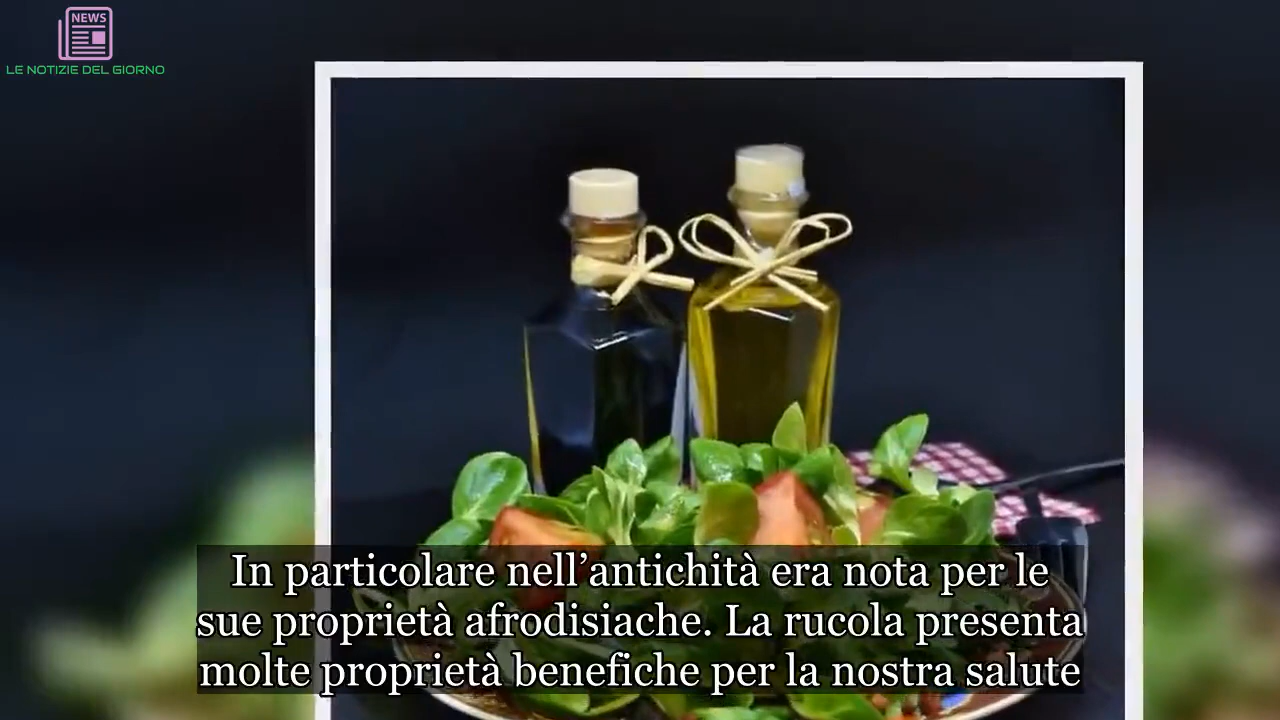 NEWS
LE NOTIZIE DEL GIORNO
In particolare nell’antichità era nota per le
sue proprietà afrodisiache. La rucola presenta
molte proprietà benefiche per la nostra salute